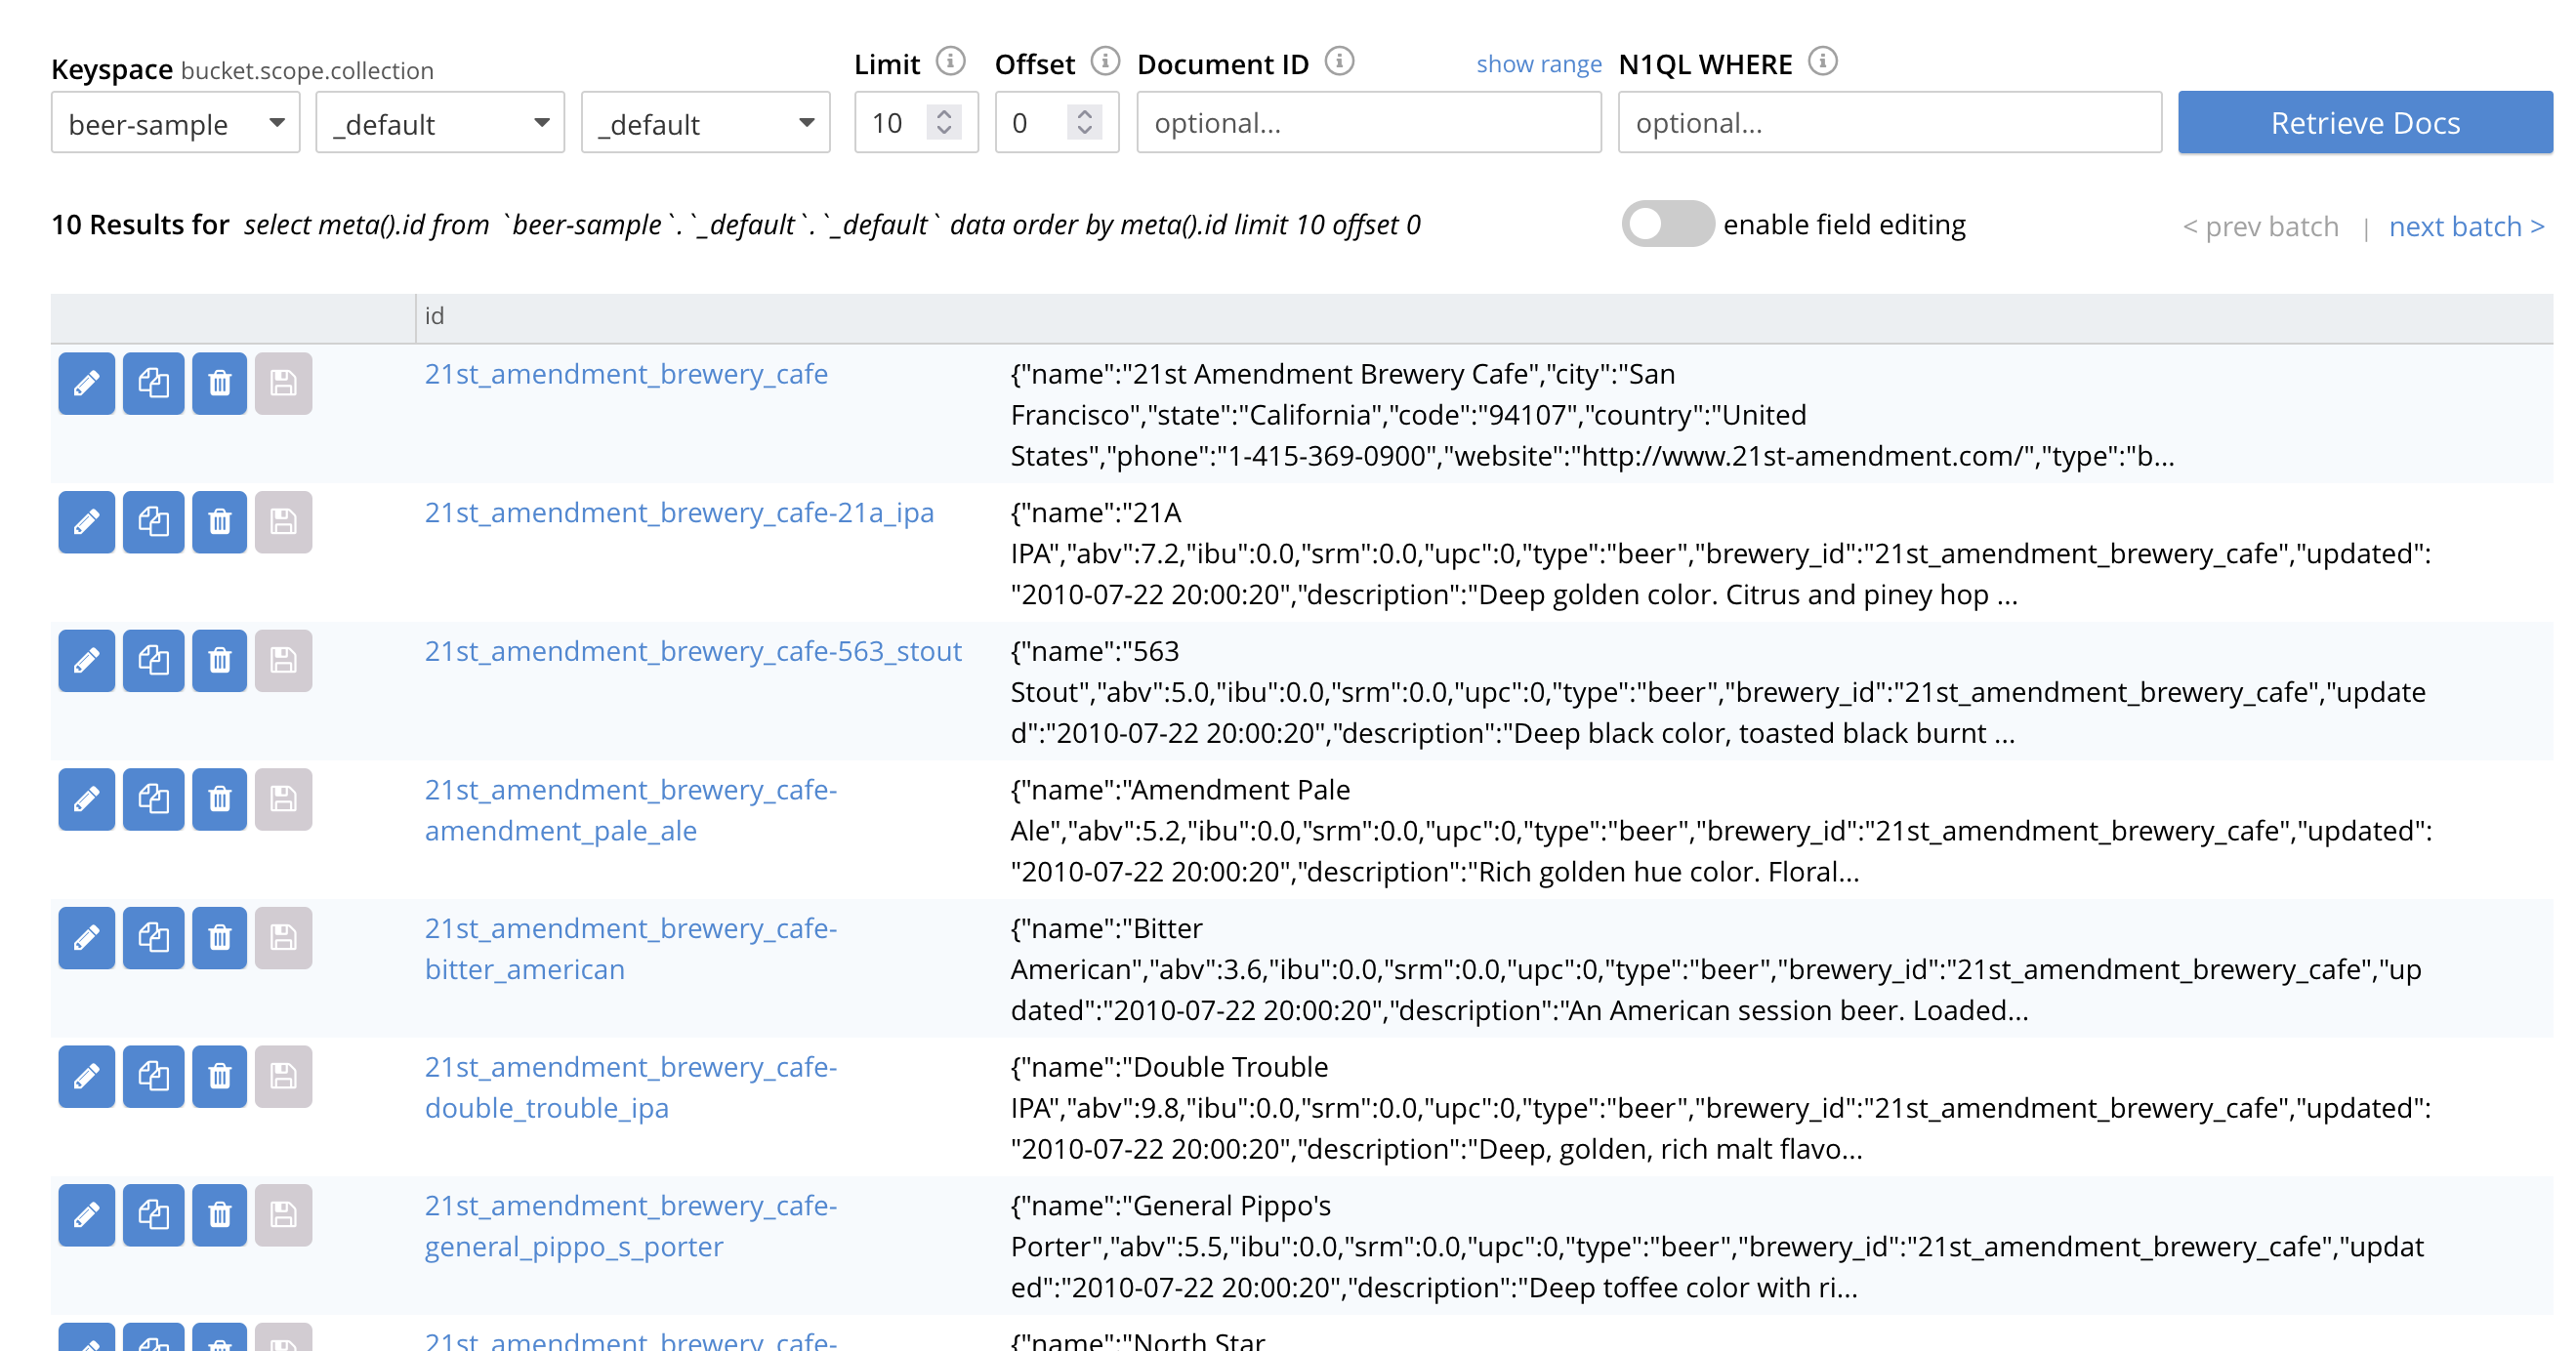 Keyspace bucket.scope.collection
Limit
Offset
Document ID
show range
N1QL WHERE
beer-sample
_default
_default
10
0
optional...
optional...
Retrieve Docs
10 Results for select meta().id from `beer-sample`.`_default`.`_default` data order by meta().id limit 10 offset 0
enable field editing
< prev batch | next batch >
id
21st_amendment_brewery_cafe
{"name":"21st Amendment Brewery Cafe","city":"San
Francisco","state":"California","code":"94107","country":"United
States","phone":"1-415-369-0900","website":"http://www.21st-amendment.com/","type":"b...
21st_amendment_brewery_cafe-21a_ipa
{"name":"21A
IPA","abv":7.2,"ibu":0.0,"srm":0.0,"upc":0,"type":"beer","brewery_id":"21st_amendment_brewery_cafe","updated":
"2010-07-22 20:00:20","description":"Deep golden color. Citrus and piney hop ...
21st_amendment_brewery_cafe-563_stout
{"name":"563
Stout","abv":5.0,"ibu":0.0,"srm":0.0,"upc":0,"type":"beer","brewery_id":"21st_amendment_brewery_cafe","update
d":"2010-07-22 20:00:20","description":"Deep black color, toasted black burnt ...
21st_amendment_brewery_cafe-
amendment_pale_ale
{"name":"Amendment Pale
Ale","abv":5.2,"ibu":0.0,"srm":0.0,"upc":0,"type":"beer","brewery_id":"21st_amendment_brewery_cafe","updated":
"2010-07-22 20:00:20","description":"Rich golden hue color. Floral...
21st_amendment_brewery_cafe-
bitter_american
{"name":"Bitter
American","abv":3.6,"ibu":0.0,"srm":0.0,"upc":0,"type":"beer","brewery_id":"21st_amendment_brewery_cafe","up
dated":"2010-07-22 20:00:20","description":"An American session beer. Loaded...
21st_amendment_brewery_cafe-
double_trouble_ipa
{"name":"Double Trouble
IPA","abv":9.8,"ibu":0.0,"srm":0.0,"upc":0,"type":"beer","brewery_id":"21st_amendment_brewery_cafe","updated":
"2010-07-22 20:00:20","description":"Deep, golden, rich malt flavo...
21st_amendment_brewery_cafe-
general_pippo_s_porter
{"name":"General Pippo's
Porter","abv":5.5,"ibu":0.0,"srm":0.0,"upc":0,"type":"beer","brewery_id":"21st_amendment_brewery_cafe","updat
ed":"2010-07-22 20:00:20","description":"Deep toffee color with ri...
21st_amendment_brewery_cafe-
{"name":"North Star